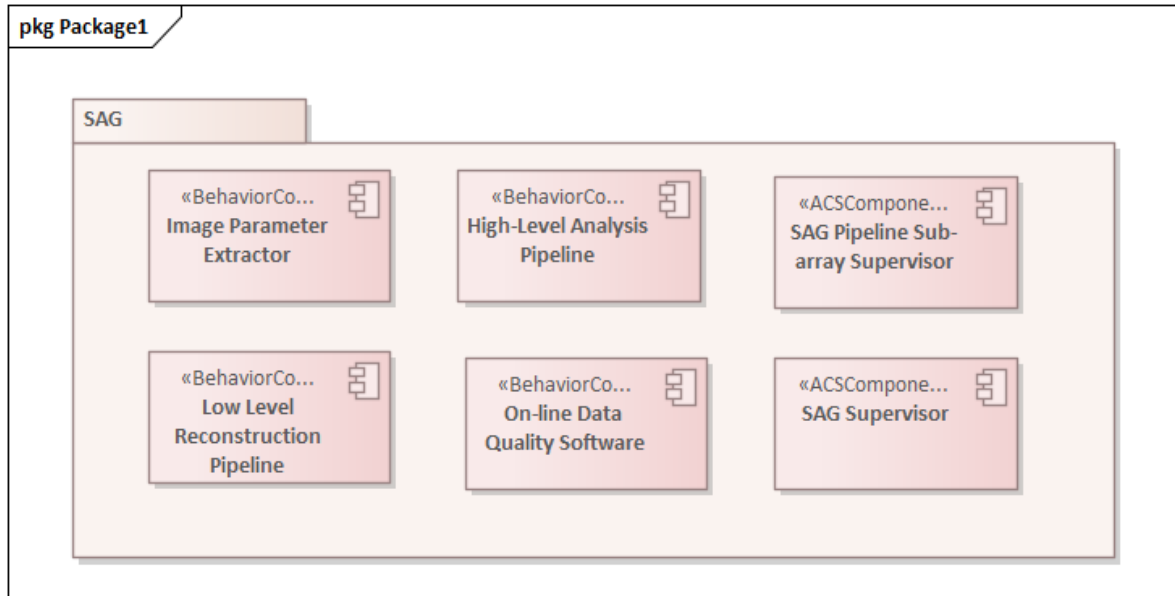 pkg Package1
SAG
«BehaviorCo...
Image Parameter
Extractor
«BehaviorCo...
High-Level Analysis
Pipeline
«ACSCompone...
SAG Pipeline Sub-
array Supervisor
«BehaviorCo...
Low Level
Reconstruction
Pipeline
«BehaviorCo...
On-line Data
Quality Software
«ACSCompone...
SAG Supervisor